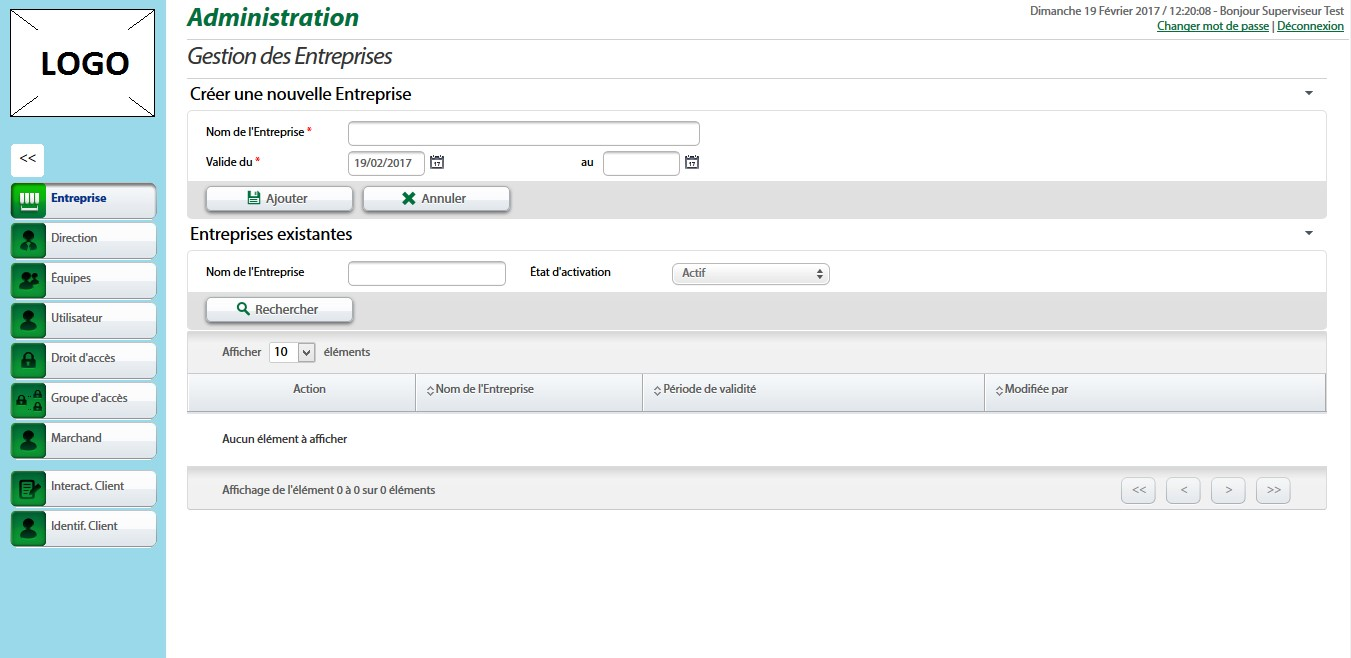 LOGO
Administration
Dimanche 19 Février 2017 / 12:20:08 - Bonjour Superviseur Test
Changer mot de passe | Déconnexion
Gestion des Entreprises
<<
Entreprise
Direction
Équipes
Utilisateur
Droit d'accès
Groupe d'accès
Marchand
Interact. Client
Identif. Client
Créer une nouvelle Entreprise
Nom de l'Entreprise *
Valide du * 19/02/2017 17 au 17
Ajouter Annuler
Entreprises existantes
Nom de l'Entreprise État d'activation Actif
Rechercher
Afficher 10 éléments
Action Nom de l'Entreprise Période de validité Modifiée par
Aucun élément à afficher
Affichage de l'élément 0 à 0 sur 0 éléments << < > >>